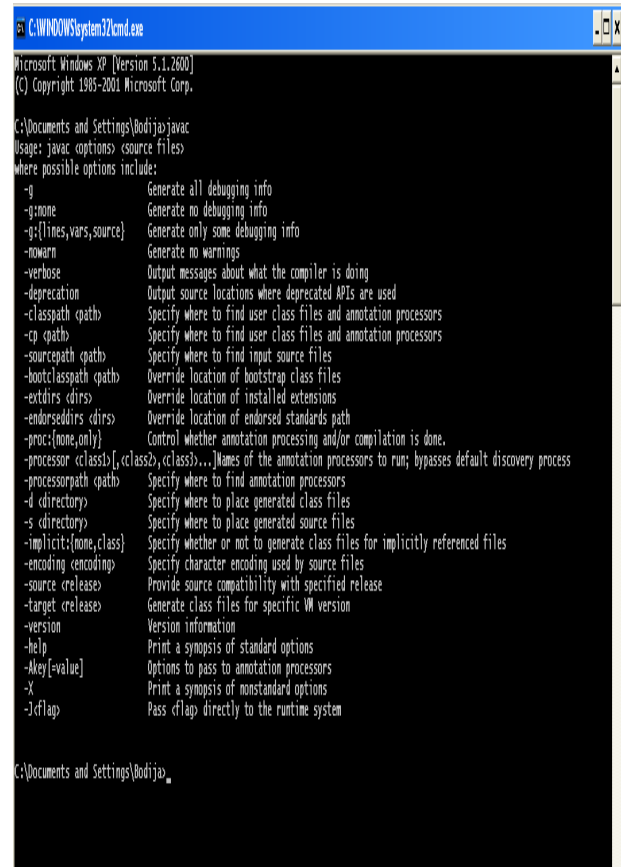 C:\WINDOWS\system32\cmd.exe
Microsoft Windows XP [Version 5.1.2600]
(C) Copyright 1985-2001 Microsoft Corp.
C:\Documents and Settings\Bodija>javac
Usage: javac <options> <source files>
where possible options include:
-g Generate all debugging info
-g:none Generate no debugging info
-g:{lines,vars,source} Generate only some debugging info
-nowarn Generate no warnings
-verbose Output messages about what the compiler is doing
-deprecation Output source locations where deprecated APIs are used
-classpath <path> Specify where to find user class files and annotation processors
-cp <path> Specify where to find user class files and annotation processors
-sourcepath <path> Specify where to find input source files
-bootclasspath <path> Override location of bootstrap class files
-extdirs <dirs> Override location of installed extensions
-endorseddirs <dirs> Override location of endorsed standards path
-proc:{none,only} Control whether annotation processing and/or compilation is done.
-processor <class1>[,<class2>,<class3>...]Names of the annotation processors to run; bypasses default discovery process
-processorpath <path> Specify where to find annotation processors
-d <directory> Specify where to place generated class files
-s <directory> Specify where to place generated source files
-implicit:{none,class} Specify whether or not to generate class files for implicitly referenced files
-encoding <encoding> Specify character encoding used by source files
-source <release> Provide source compatibility with specified release
-target <release> Generate class files for specific VM version
-version Version information
-help Print a synopsis of standard options
-Akey[=value] Options to pass to annotation processors
-X Print a synopsis of nonstandard options
-J<flag> Pass <flag> directly to the runtime system
C:\Documents and Settings\Bodija>_